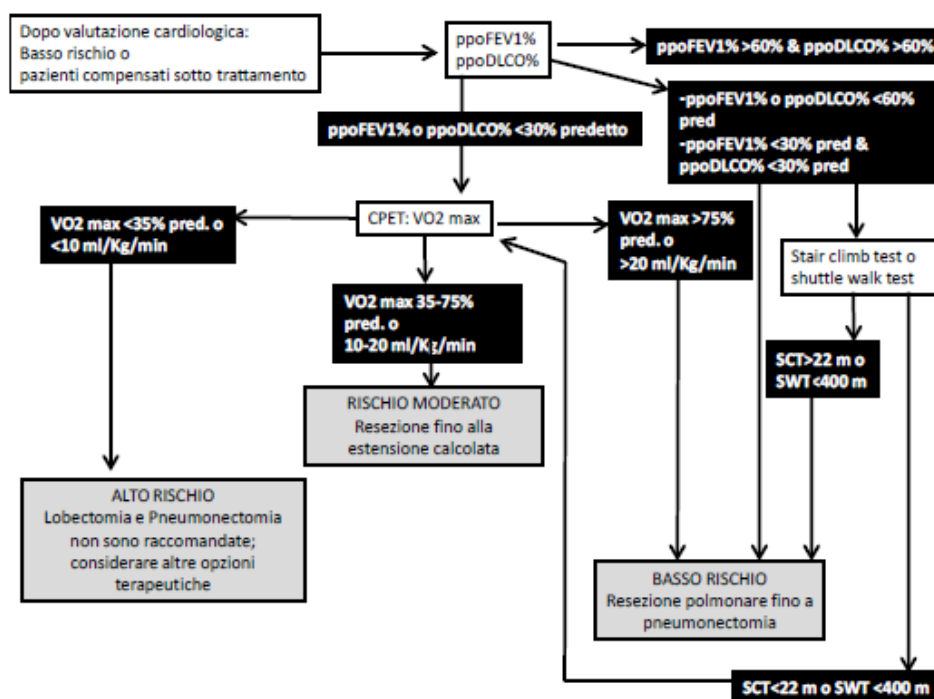 Dopo valutazione cardiologica:
Basso rischio o
pazienti compensati sotto trattamento
ppoFEV1%
ppoDLCO%
ppoFEV1% >60% & ppoDLCO% >60%
-ppoFEV1% o ppoDLCO% <60%
pred
-ppoFEV1% <30% pred &
ppoDLCO% <30% pred
ppoFEV1% o ppoDLCO% <30% predetto
VO2 max <35% pred. o
<10 ml/Kg/min
CPET: VO2 max
VO2 max >75%
pred. o
>20 ml/Kg/min
Stair climb test o
shuttle walk test
VO2 max 35-75%
pred. o
10-20 ml/Kg/min
SCT>22 m o
SWT<400 m
RISCHIO MODERATO
Resezione fino alla
estensione calcolata
ALTO RISCHIO
Lobectomia e Pneumonectomia
non sono raccomandate;
considerare altre opzioni
terapeutiche
BASSO RISCHIO
Resezione polmonare fino a
pneumonectomia
SCT<22 m o SWT <400 m